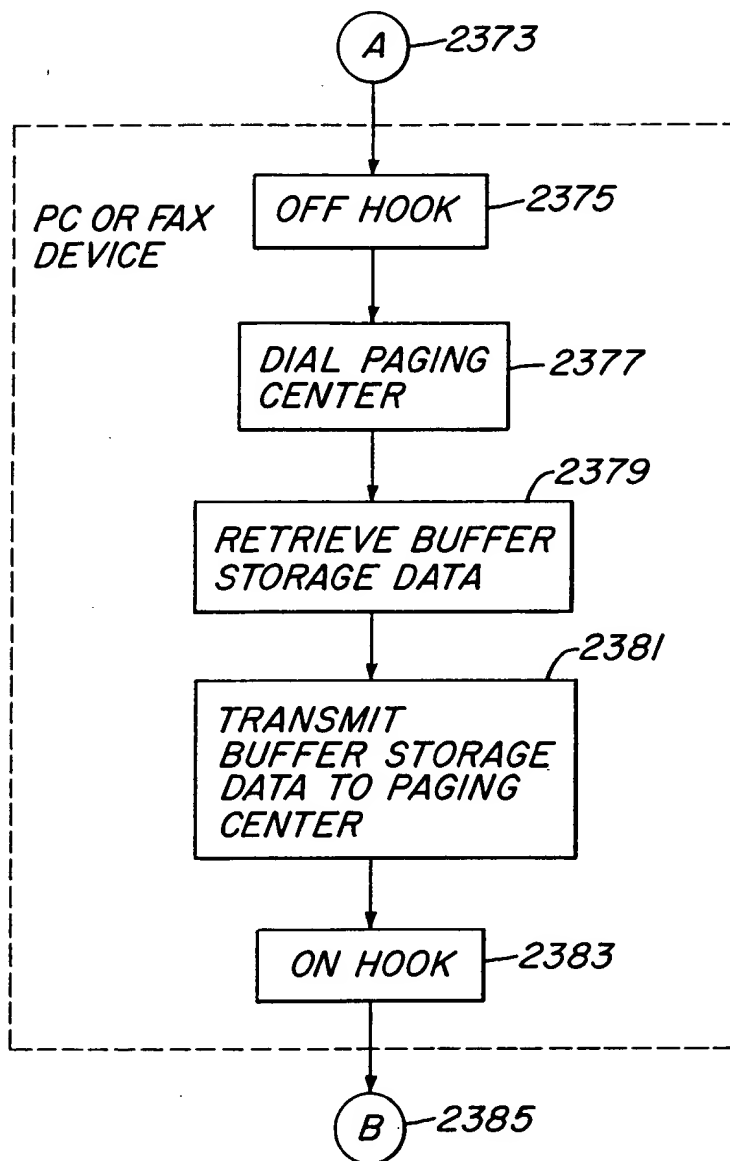 A 2373
PC OR FAX
DEVICE
OFF HOOK 2375
DIAL PAGING
CENTER
2377
2379
RETRIEVE BUFFER
STORAGE DATA
2381
TRANSMIT
BUFFER STORAGE
DATA TO PAGING
CENTER
ON HOOK 2383
B 2385